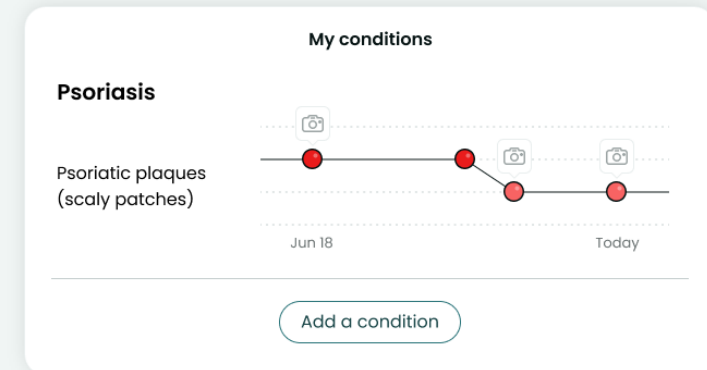 My conditions
Psoriasis
Psoriatic plaques
(scaly patches)
Jun 18
Today
Add a condition